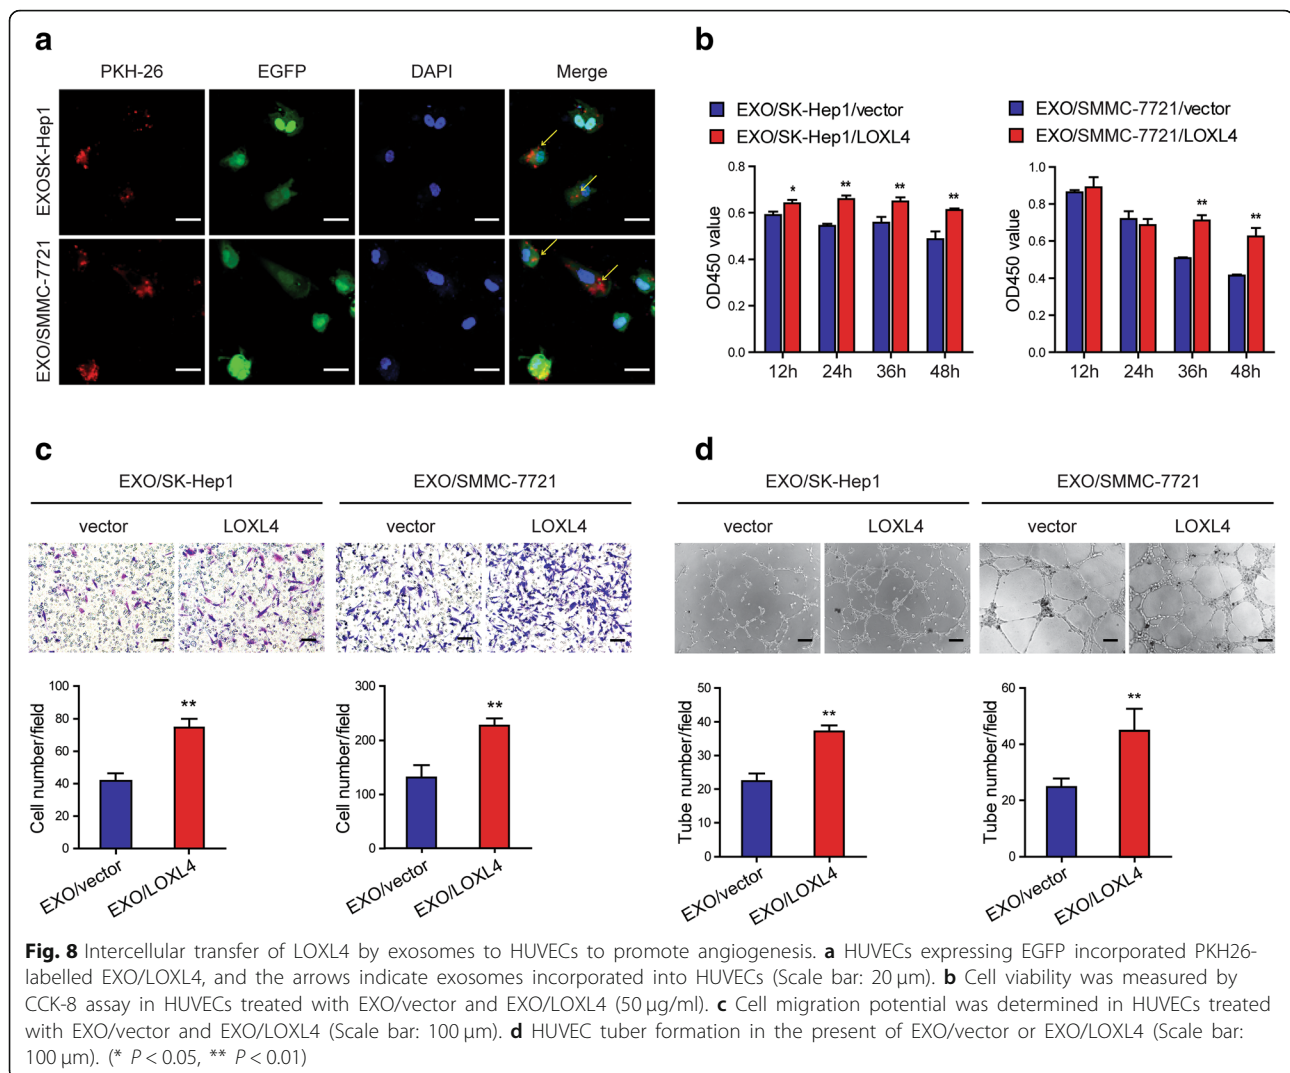 a
PKH-26 EGFP DAPI Merge
EXOSK-Hep1
EXO/SMMC-7721
b
EXO/SK-Hep1/vector
EXO/SK-Hep1/LOXL4
OD450 value
0.8
0.6
0.4
0.2
0.0
* ** ** **
12h 24h 36h 48h
EXO/SMMC-7721/vector
EXO/SMMC-7721/LOXL4
OD450 value
1.0
0.8
0.6
0.4
0.2
0.0
** **
12h 24h 36h 48h
c
EXO/SK-Hep1 EXO/SMMC-7721
vector LOXL4 vector LOXL4
Cell number/field
100
80
60
40
20
0
**
EXO/vector EXO/LOXL4
Cell number/field
300
200
100
0
**
EXO/vector EXO/LOXL4
d
EXO/SK-Hep1 EXO/SMMC-7721
vector LOXL4 vector LOXL4
Tube number/field
50
40
30
20
10
0
**
EXO/vector EXO/LOXL4
Tube number/field
60
40
20
0
**
EXO/vector EXO/LOXL4
Fig. 8 Intercellular transfer of LOXL4 by exosomes to HUVECs to promote angiogenesis. a HUVECs expressing EGFP incorporated PKH26-
labelled EXO/LOXL4, and the arrows indicate exosomes incorporated into HUVECs (Scale bar: 20 μm). b Cell viability was measured by
CCK-8 assay in HUVECs treated with EXO/vector and EXO/LOXL4 (50 μg/ml). c Cell migration potential was determined in HUVECs treated
with EXO/vector and EXO/LOXL4 (Scale bar: 100 μm). d HUVEC tuber formation in the present of EXO/vector or EXO/LOXL4 (Scale bar:
100 μm). (* P < 0.05, ** P < 0.01)